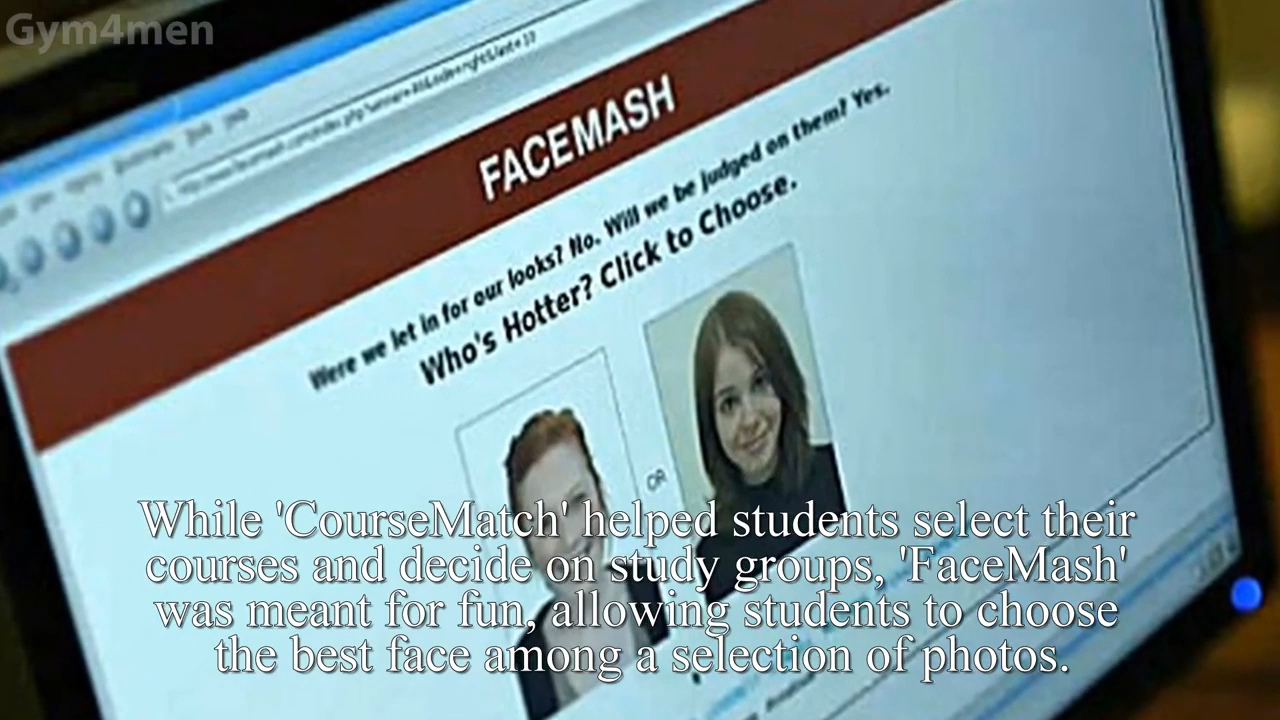 Gym4men
FACEMASH
Were we let in for our looks? No. Will we be judged on them? Yes.
Who's Hotter? Click to Choose.
OR
While 'CourseMatch' helped students select their
courses and decide on study groups, 'FaceMash'
was meant for fun, allowing students to choose
the best face among a selection of photos.